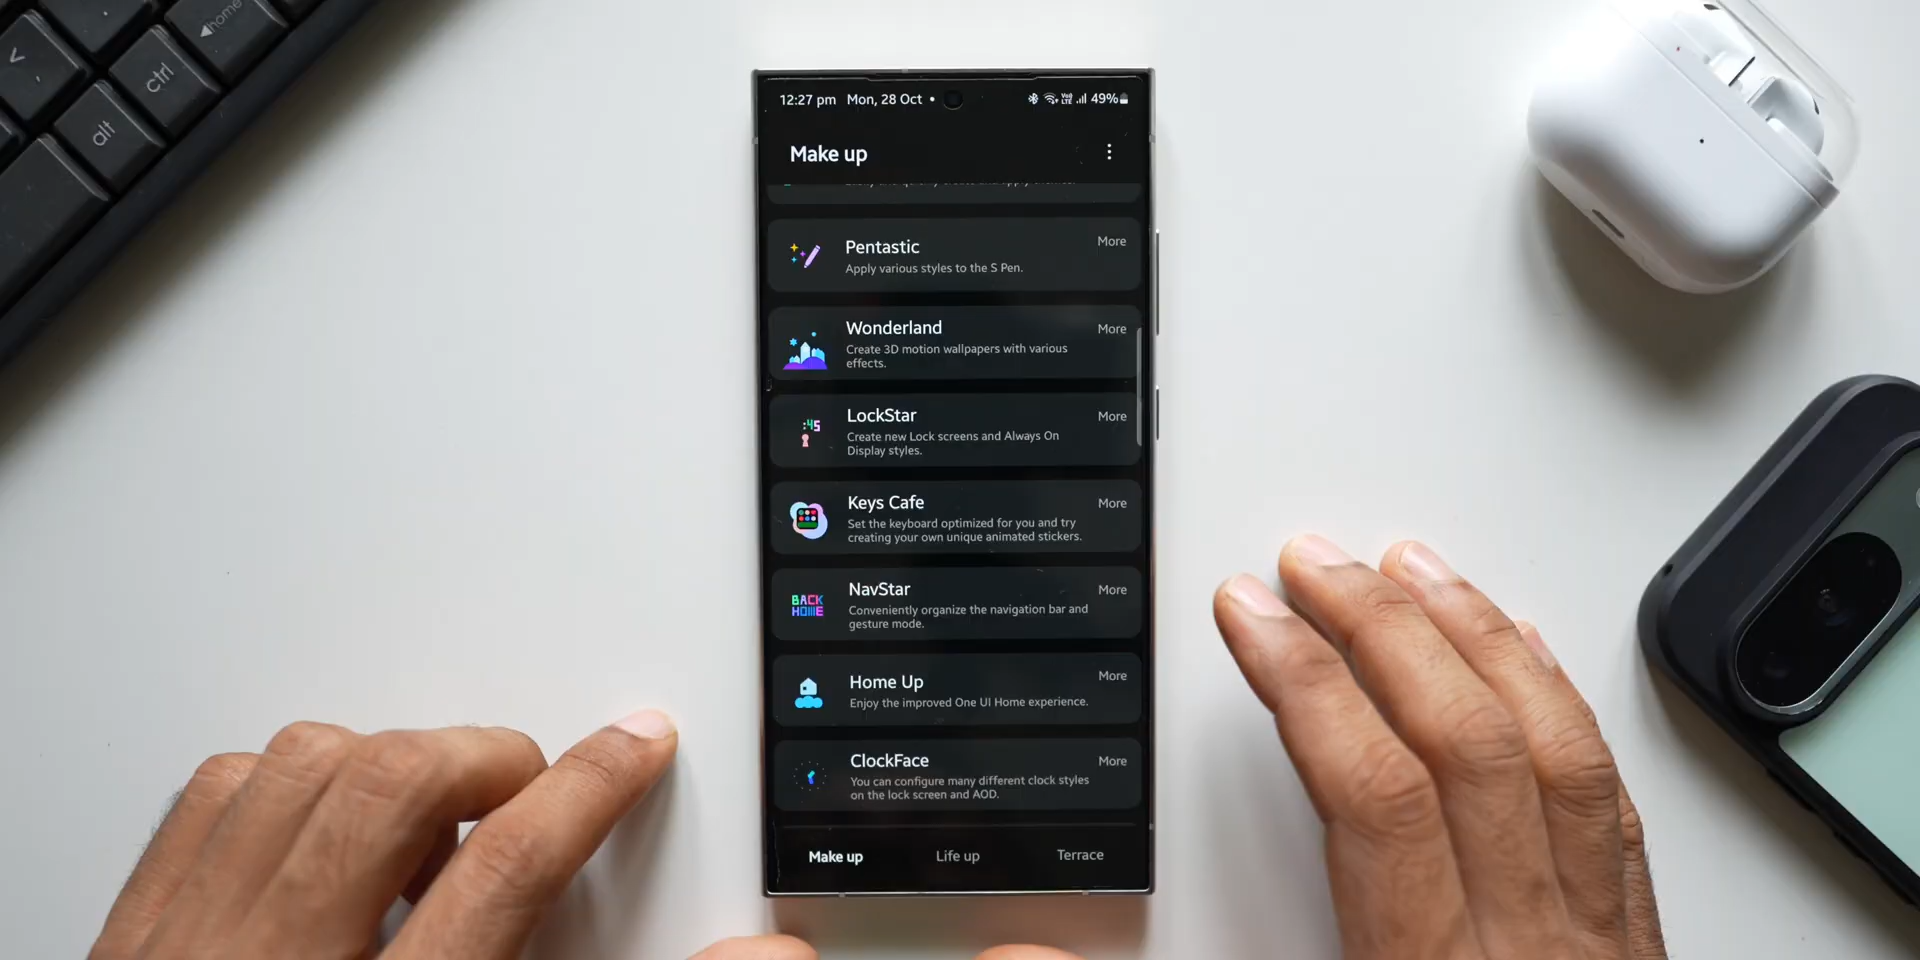 home
ctrl
alt
12:27 pm Mon, 28 Oct • 49%
Make up
Pentastic
More
Apply various styles to the S Pen.
Wonderland
More
Create 3D motion wallpapers with various
effects.
:45
LockStar
More
Create new Lock screens and Always On
Display styles.
Keys Cafe
More
Set the keyboard optimized for you and try
creating your own unique animated stickers.
BACK
HOME
NavStar
More
Conveniently organize the navigation bar and
gesture mode.
Home Up
More
Enjoy the improved One UI Home experience.
ClockFace
More
You can configure many different clock styles
on the lock screen and AOD.
Make up
Life up
Terrace